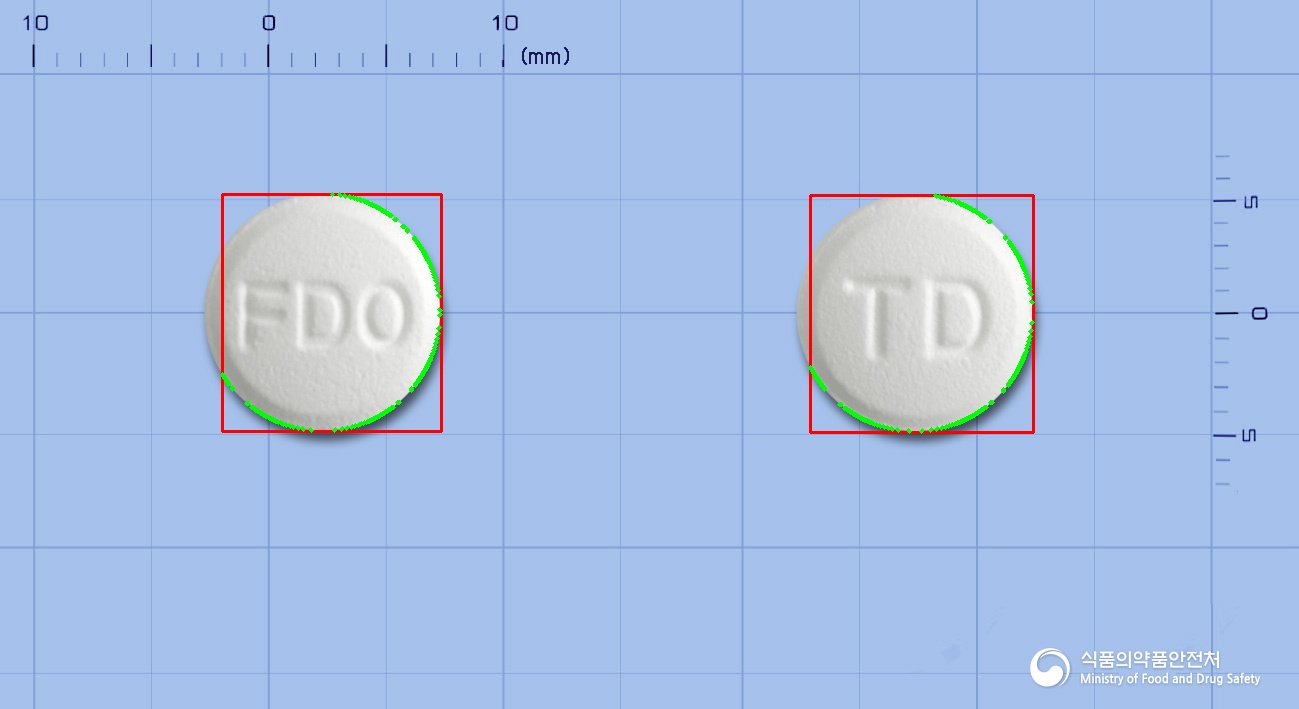 10 0 10
(mm)
5
FDO TD
0
5
식품의약품안전처
Ministry of Food and Drug Safety